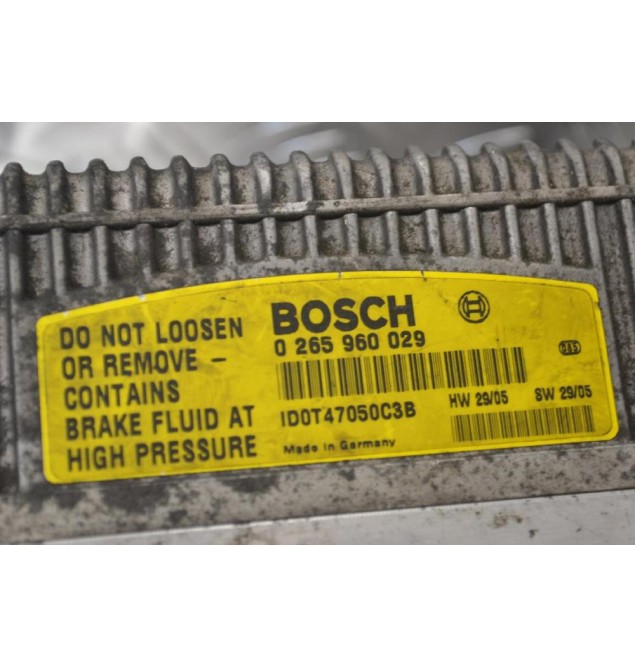 DO NOT LOOSEN
OR REMOVE –
CONTAINS
BRAKE FLUID AT
HIGH PRESSURE
BOSCH
0 265 960 029
ID0T47050C3B
Made in Germany
HW 29/05 SW 29/05